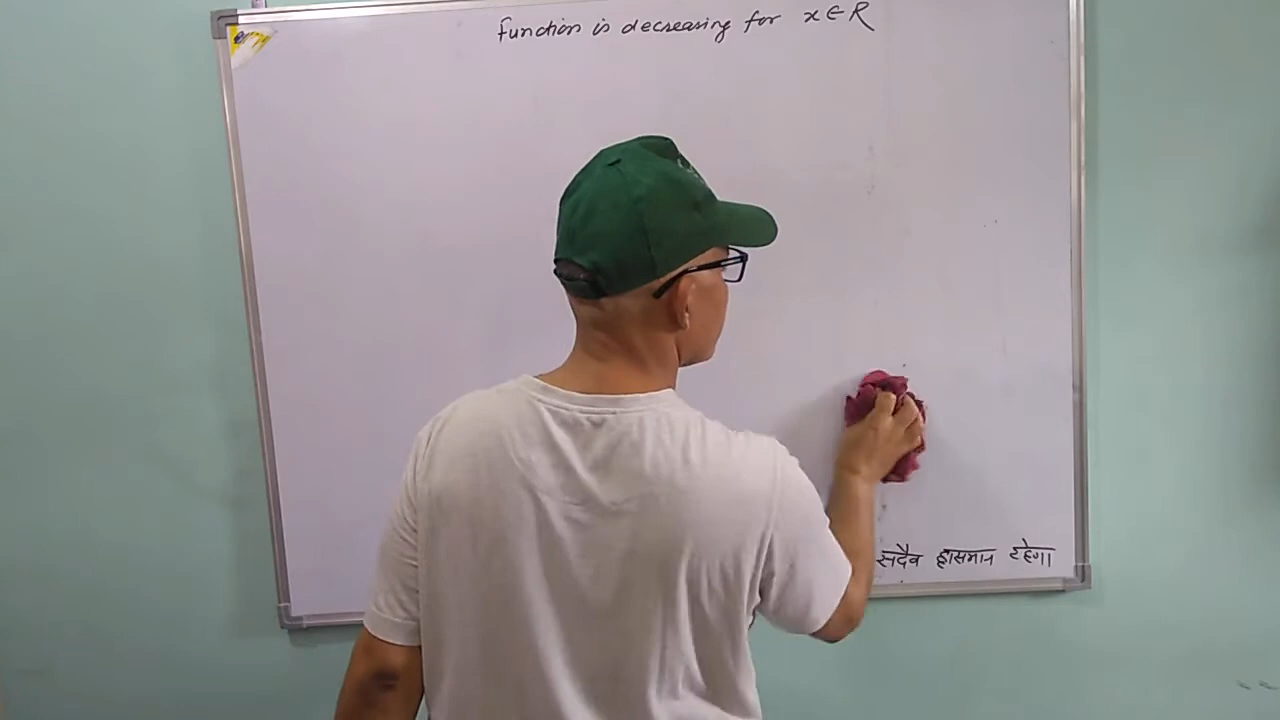 function is decreasing for x ∈ R
सदैव ह्रासमान रहेगा